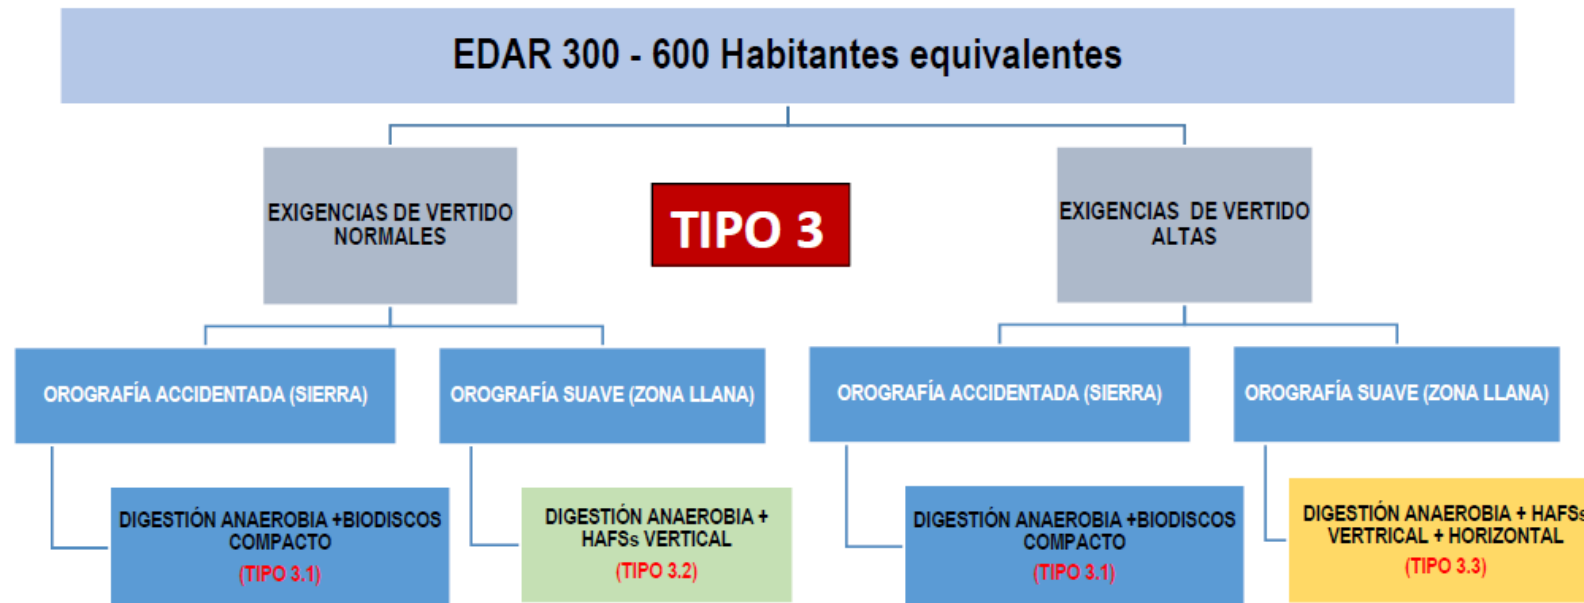 EDAR 300 - 600 Habitantes equivalentes
EXIGENCIAS DE VERTIDO
NORMALES
TIPO 3
EXIGENCIAS DE VERTIDO
ALTAS
OROGRAFÍA ACCIDENTADA (SIERRA)
OROGRAFÍA SUAVE (ZONA LLANA)
OROGRAFÍA ACCIDENTADA (SIERRA)
OROGRAFÍA SUAVE (ZONA LLANA)
DIGESTIÓN ANAEROBIA +BIODISCOS
COMPACTO
(TIPO 3.1)
DIGESTIÓN ANAEROBIA +
HAFSs VERTICAL
(TIPO 3.2)
DIGESTIÓN ANAEROBIA +BIODISCOS
COMPACTO
(TIPO 3.1)
DIGESTIÓN ANAEROBIA + HAFSs
VERTRICAL + HORIZONTAL
(TIPO 3.3)